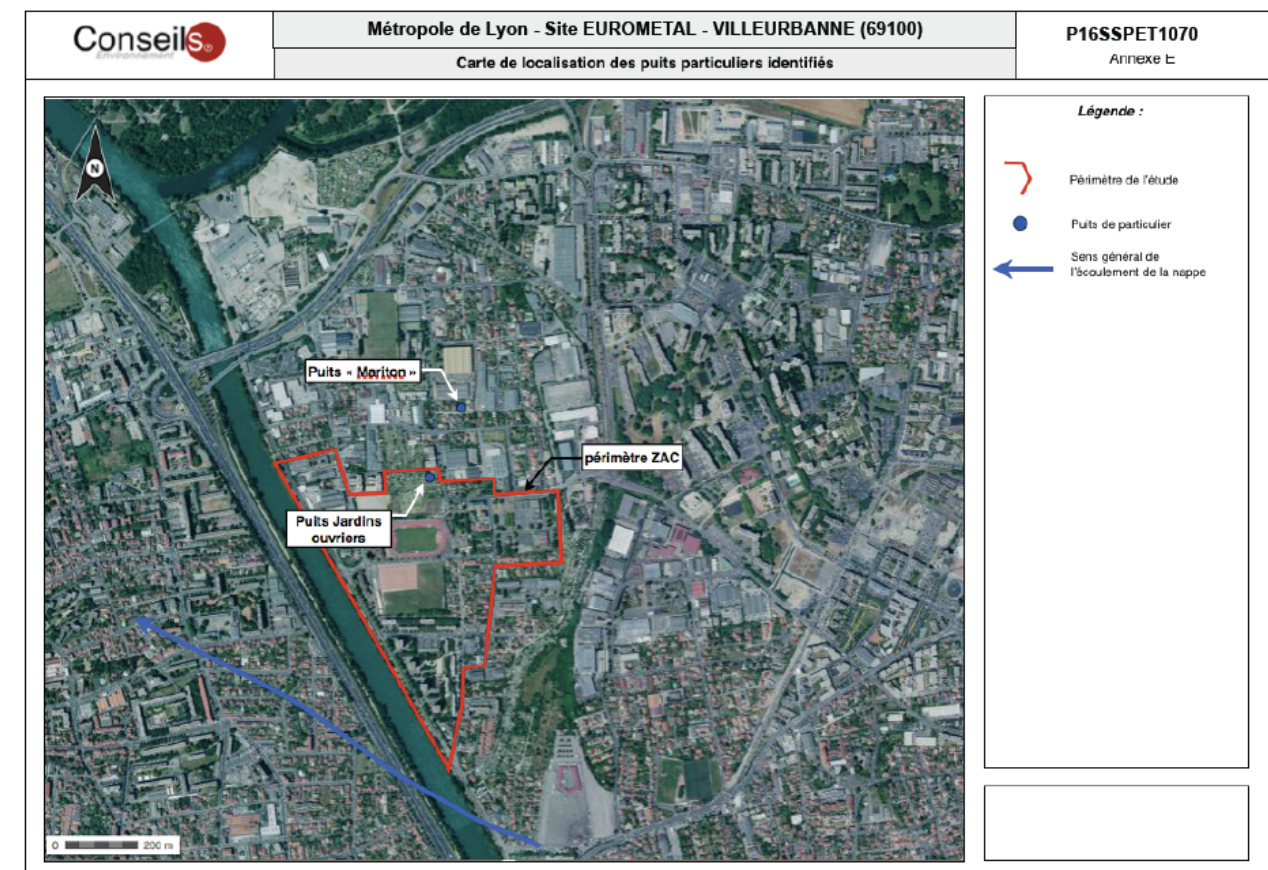 Conseils®
Environnement
Métropole de Lyon - Site EUROMETAL - VILLEURBANNE (69100)
Carte de localisation des puits particuliers identifiés
P16SSPET1070
Annexe E
Légende :
Périmètre de l'étude
Puits de particulier
Sens général de
l'écoulement de la nappe
N
Puits « Mariton »
périmètre ZAC
Puits Jardins
ouvriers
0 200 m